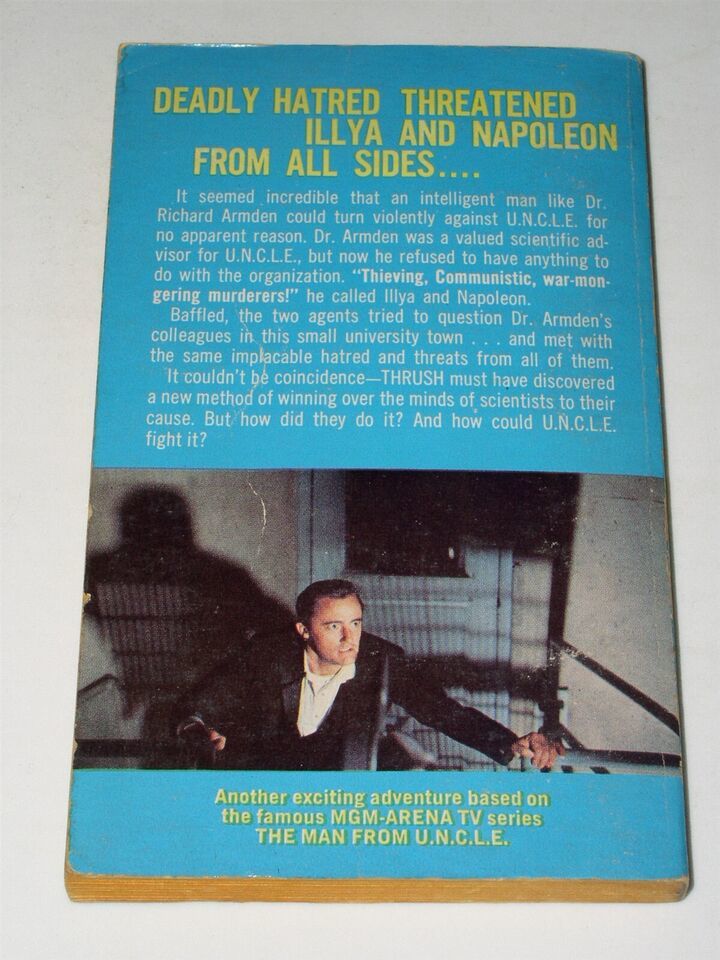 DEADLY HATRED THREATENED
ILLYA AND NAPOLEON
FROM ALL SIDES....
It seemed incredible that an intelligent man like Dr.
Richard Armden could turn violently against U.N.C.L.E. for
no apparent reason. Dr. Armden was a valued scientific ad-
visor for U.N.C.L.E., but now he refused to have anything to
do with the organization. “Thieving, Communistic, war-mon-
gering murderers!” he called Illya and Napoleon.
Baffled, the two agents tried to question Dr. Armden’s
colleagues in this small university town . . . and met with
the same implacable hatred and threats from all of them.
It couldn’t be coincidence—THRUSH must have discovered
a new method of winning over the minds of scientists to their
cause. But how did they do it? And how could U.N.C.L.E.
fight it?
Another exciting adventure based on
the famous MGM-ARENA TV series
THE MAN FROM U.N.C.L.E.